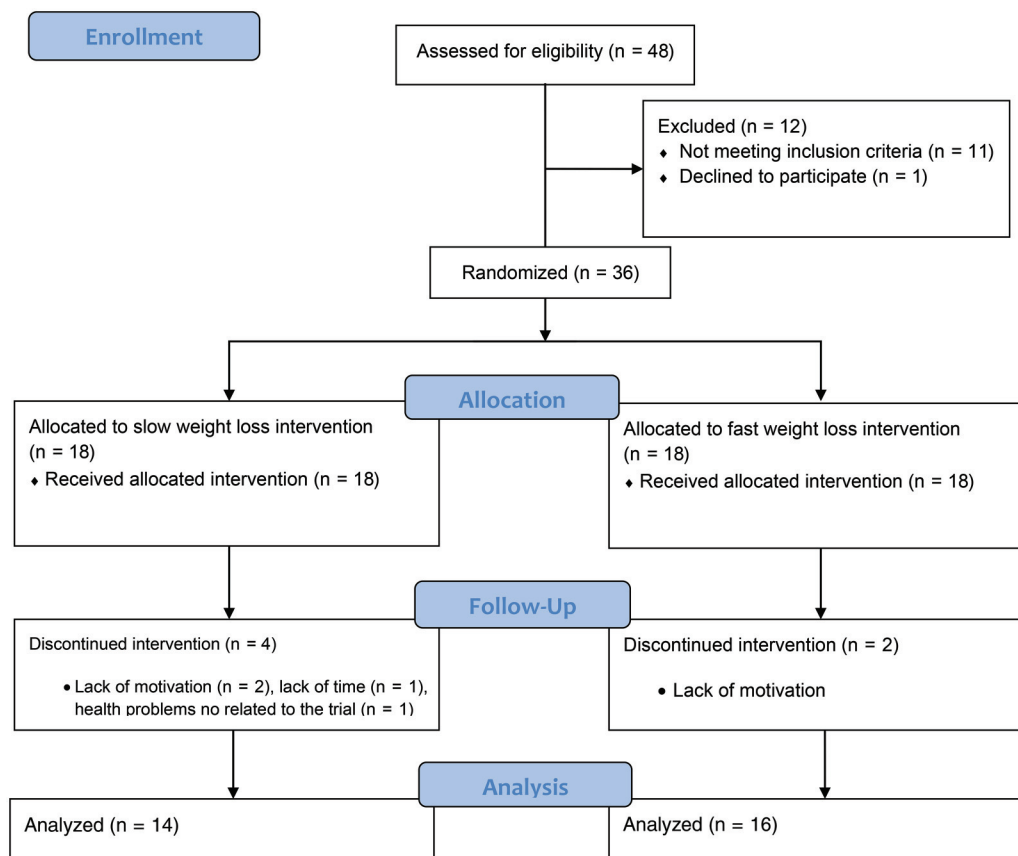 Enrollment
Assessed for eligibility (n = 48)
Excluded (n = 12)
♦ Not meeting inclusion criteria (n = 11)
♦ Declined to participate (n = 1)
Randomized (n = 36)
Allocation
Allocated to slow weight loss intervention
(n = 18)
♦ Received allocated intervention (n = 18)
Allocated to fast weight loss intervention
(n = 18)
♦ Received allocated intervention (n = 18)
Follow-Up
Discontinued intervention (n = 4)
• Lack of motivation (n = 2), lack of time (n = 1),
health problems no related to the trial (n = 1)
Discontinued intervention (n = 2)
• Lack of motivation
Analysis
Analyzed (n = 14)
Analyzed (n = 16)